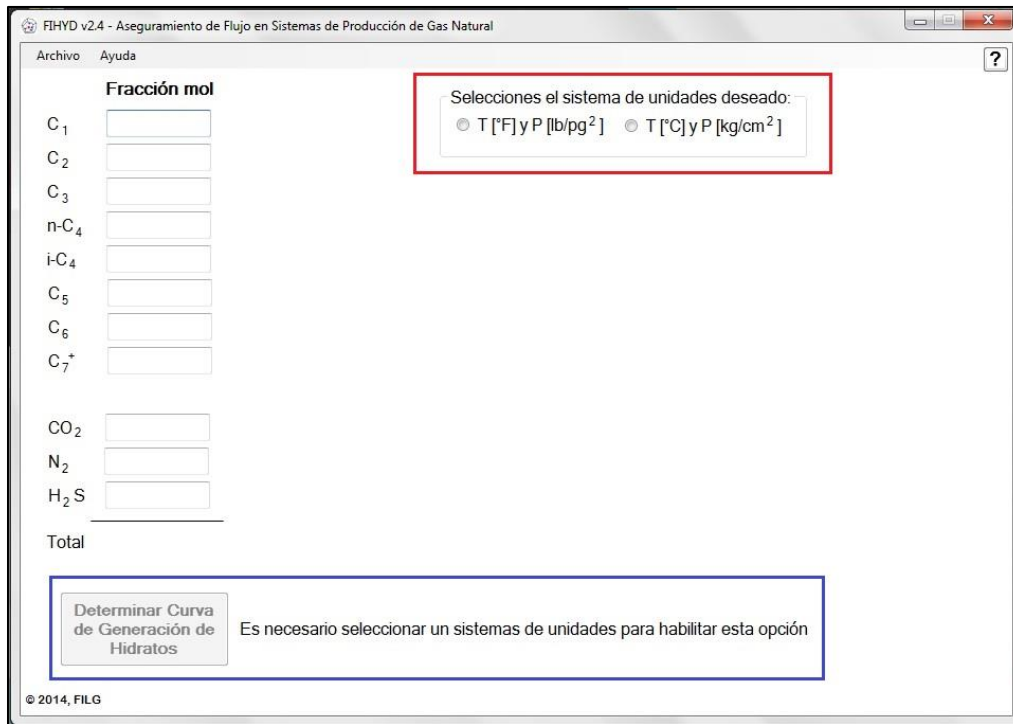 FIHYD v2.4 - Aseguramiento de Flujo en Sistemas de Producción de Gas Natural
Archivo Ayuda
?
Fracción mol
Selecciones el sistema de unidades deseado:
T [°F] y P [lb/pg²] T [°C] y P [kg/cm²]
C₁
C₂
C₃
n-C₄
i-C₄
C₅
C₆
C₇⁺
CO₂
N₂
H₂S
Total
Determinar Curva
de Generación de
Hidratos
Es necesario seleccionar un sistemas de unidades para habilitar esta opción
© 2014, FILG